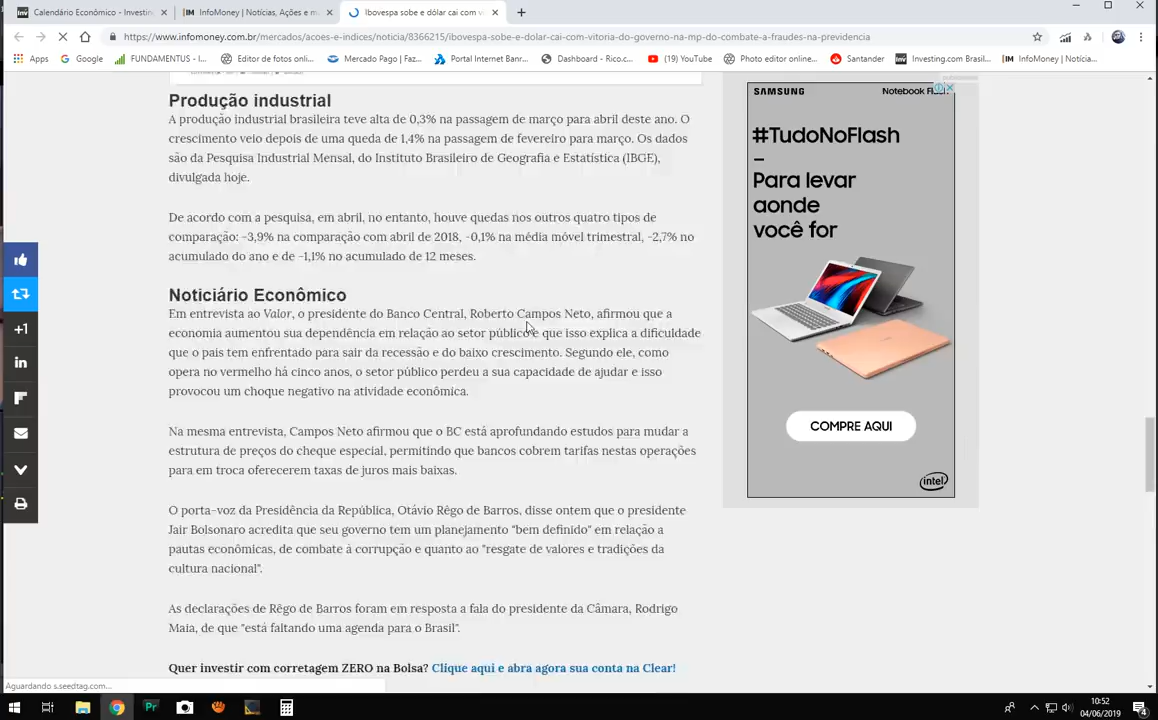 Calendário Econômico - Investin
InfoMoney | Notícias, Ações e m
Ibovespa sobe e dólar cai com v
https://www.infomoney.com.br/mercados/acoes-e-indices/noticia/8366215/ibovespa-sobe-e-dolar-cai-com-vitoria-do-governo-na-mp-do-combate-a-fraudes-na-previdencia
Apps
Google
FUNDAMENTUS - I...
Editor de fotos onli...
Mercado Pago | Faz...
Portal Internet Banr...
Dashboard - Rico.c...
(19) YouTube
Photo editor online...
Santander
Investing.com Brasil...
InfoMoney | Notícia...
Produção industrial
A produção industrial brasileira teve alta de 0,3% na passagem de março para abril deste ano. O
crescimento veio depois de uma queda de 1,4% na passagem de fevereiro para março. Os dados
são da Pesquisa Industrial Mensal, do Instituto Brasileiro de Geografia e Estatística (IBGE),
divulgada hoje.
De acordo com a pesquisa, em abril, no entanto, houve quedas nos outros quatro tipos de
comparação: -3,9% na comparação com abril de 2018, -0,1% na média móvel trimestral, -2,7% no
acumulado do ano e de -1,1% no acumulado de 12 meses.
Noticiário Econômico
Em entrevista ao Valor, o presidente do Banco Central, Roberto Campos Neto, afirmou que a
economia aumentou sua dependência em relação ao setor público e que isso explica a dificuldade
que o país tem enfrentado para sair da recessão e do baixo crescimento. Segundo ele, como
opera no vermelho há cinco anos, o setor público perdeu a sua capacidade de ajudar e isso
provocou um choque negativo na atividade econômica.
Na mesma entrevista, Campos Neto afirmou que o BC está aprofundando estudos para mudar a
estrutura de preços do cheque especial, permitindo que bancos cobrem tarifas nestas operações
para em troca oferecerem taxas de juros mais baixas.
O porta-voz da Presidência da República, Otávio Rêgo de Barros, disse ontem que o presidente
Jair Bolsonaro acredita que seu governo tem um planejamento "bem definido" em relação a
pautas econômicas, de combate à corrupção e quanto ao "resgate de valores e tradições da
cultura nacional".
As declarações de Rêgo de Barros foram em resposta a fala do presidente da Câmara, Rodrigo
Maia, de que "está faltando uma agenda para o Brasil".
Quer investir com corretagem ZERO na Bolsa? Clique aqui e abra agora sua conta na Clear!
+1
in
SAMSUNG
Notebook
#TudoNoFlash
–
Para levar
aonde
você for
COMPRE AQUI
intel
Aguardando s.seedtag.com...
Pr
10:52
04/06/2019
4